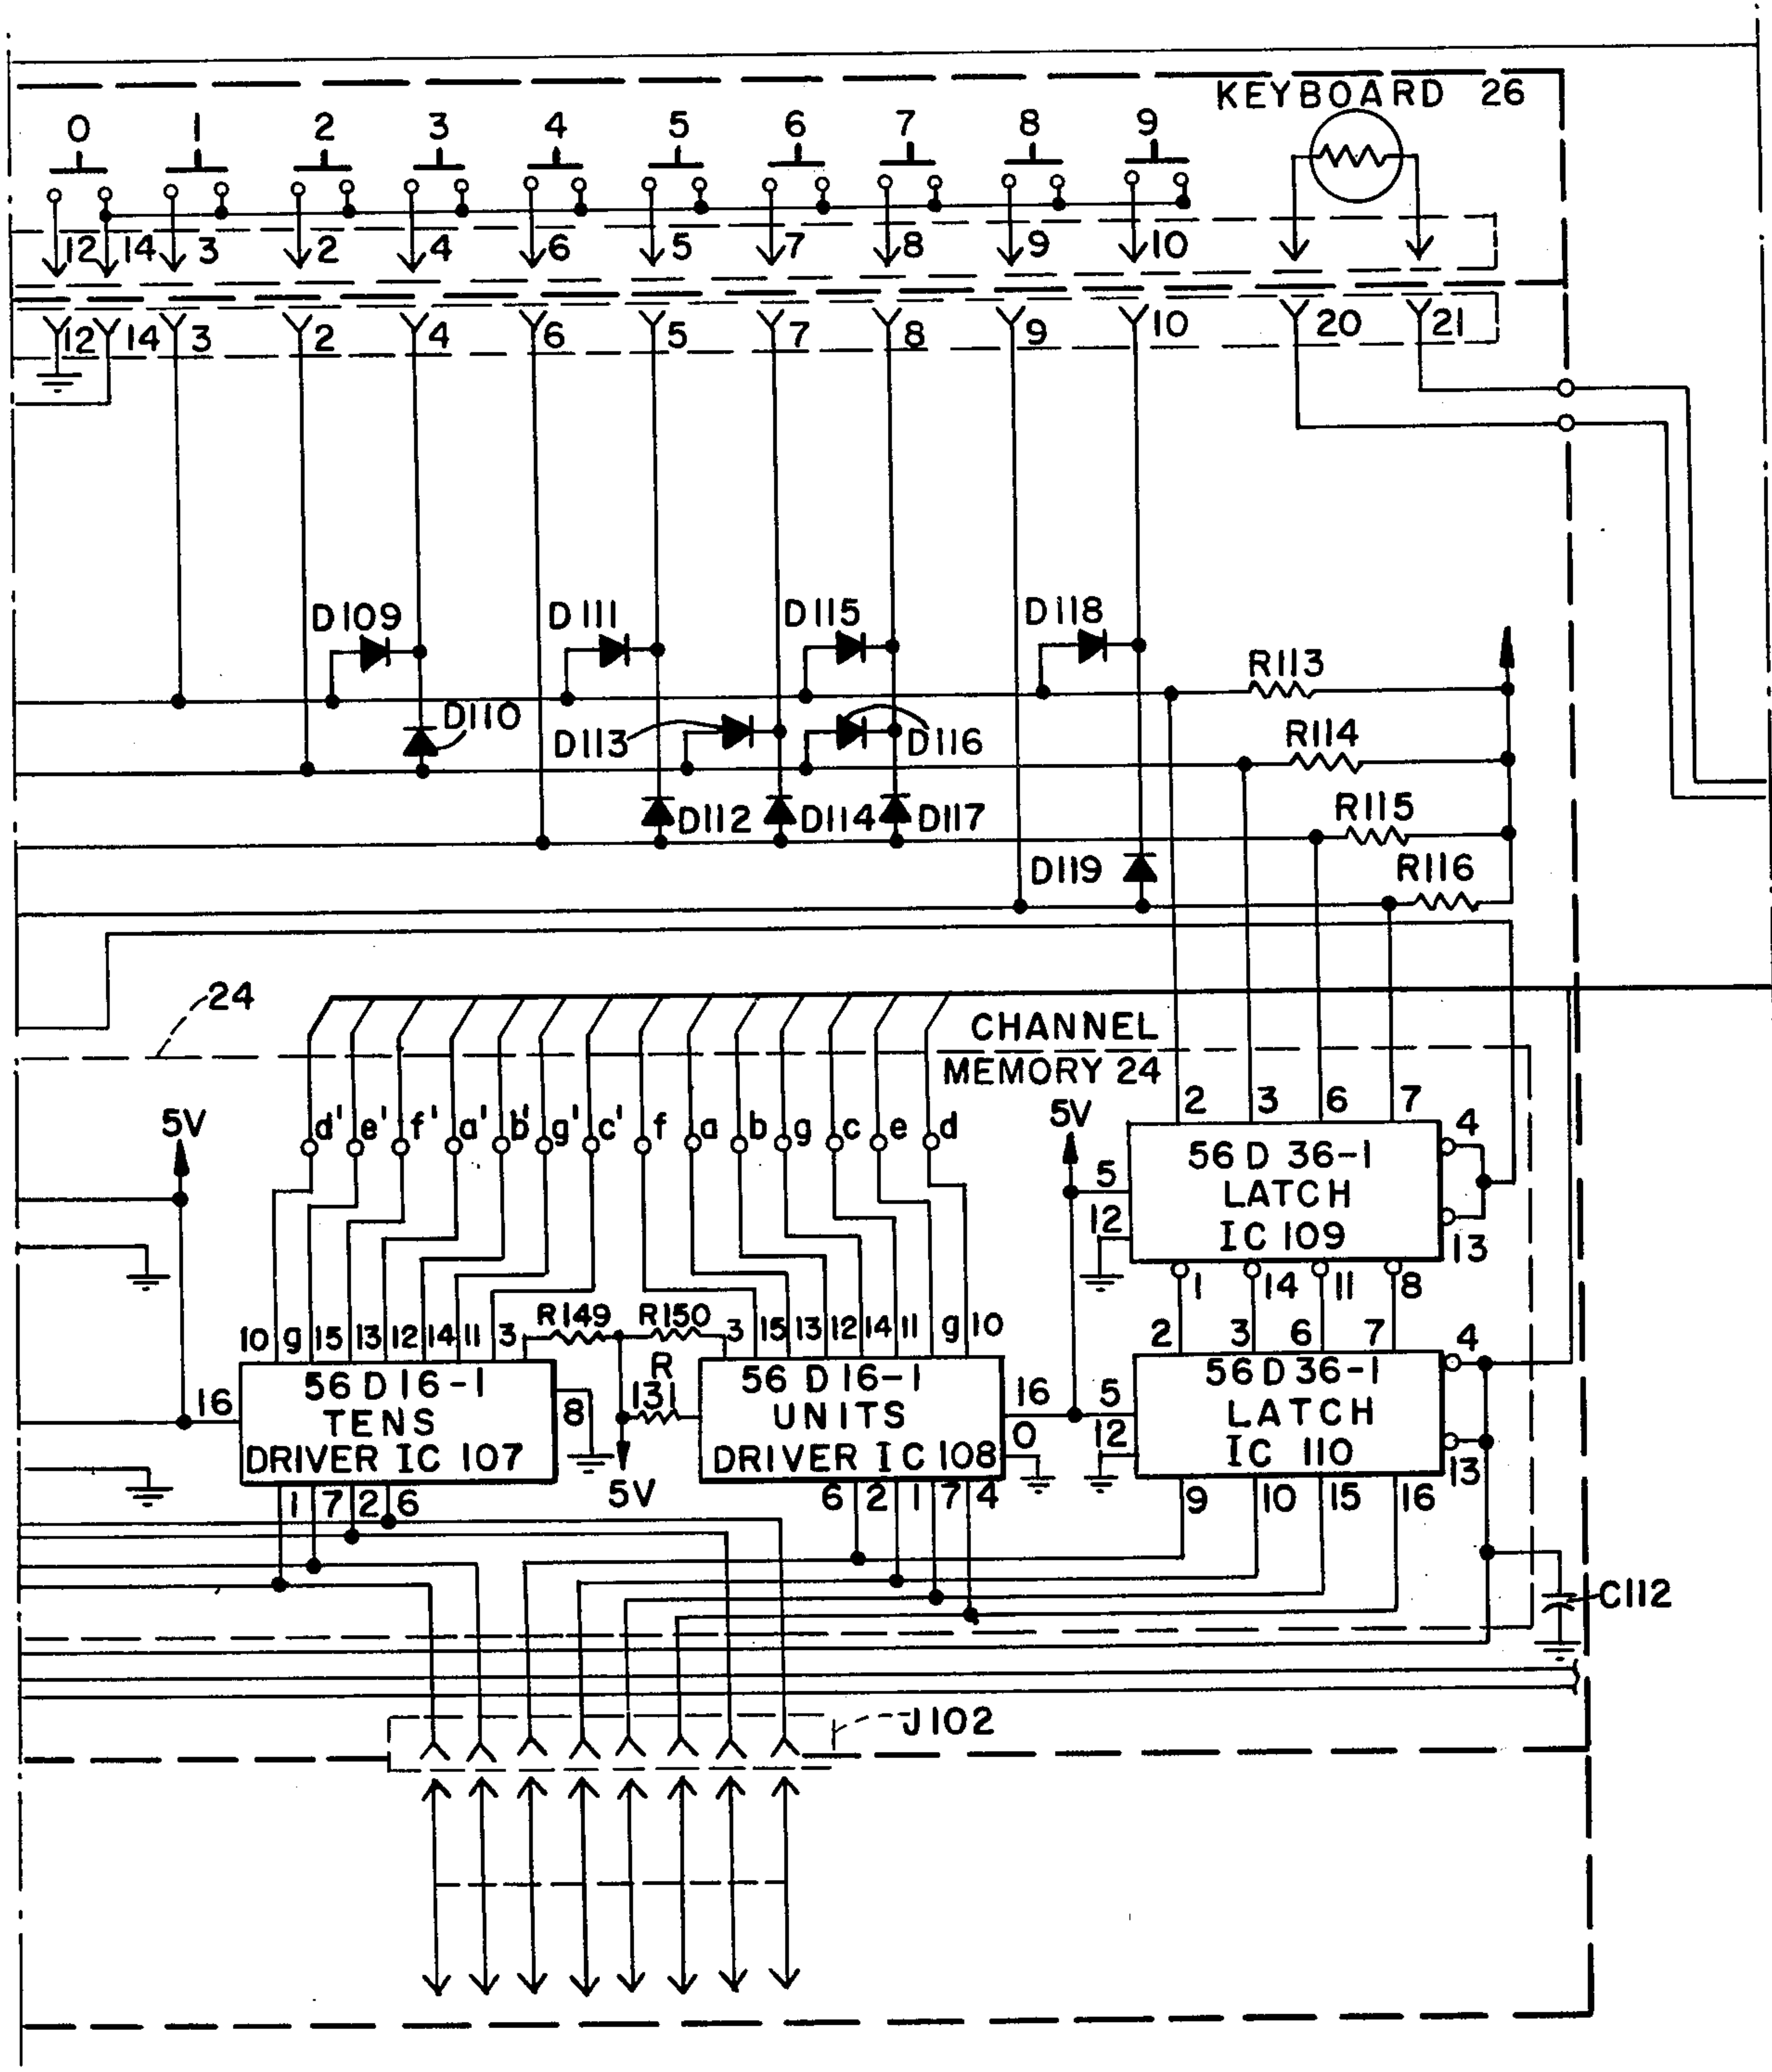 KEYBOARD 26
0 1 2 3 4 5 6 7 8 9
12 14 3 2 4 6 5 7 8 9 10
12 14 3 2 4 6 5 7 8 9 10 20 21
D109 D111 D115 D118
R113
D110 D113 D116 R114
D112 D114 D117 R115
D119 R116
24
CHANNEL
MEMORY 24
5V 5V
d' e' f' a' b' g' c' f a b g c e d
2 3 6 7
4
5
12
13
56D 36-1
LATCH
IC 109
1 14 11 8
R149 R150
10 9 15 13 12 14 11 3
3 15 13 12 14 11 9 10
2 3 6 7
4
16
56D16-1
TENS
DRIVER IC 107
8
R
131
5V
56 D 16-1
UNITS
DRIVER IC 108
16
0
5
12
56D 36-1
LATCH
IC 110
13
1 7 2 6
6 2 1 7 4
9 10 15 16
C112
J102